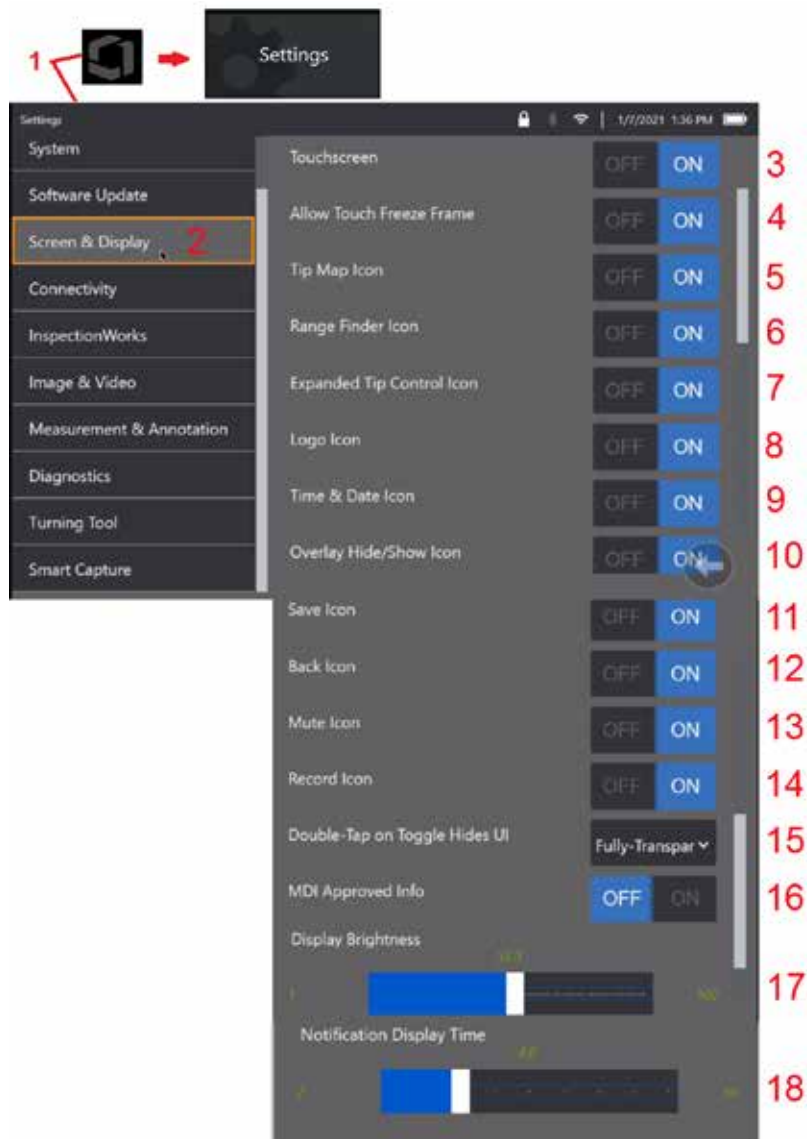 1
Settings
Settings 1/7/2021 1:36 PM
System
Software Update
Screen & Display 2
Connectivity
InspectionWorks
Image & Video
Measurement & Annotation
Diagnostics
Turning Tool
Smart Capture
Touchscreen OFF ON 3
Allow Touch Freeze Frame OFF ON 4
Tip Map Icon OFF ON 5
Range Finder Icon OFF ON 6
Expanded Tip Control Icon OFF ON 7
Logo Icon OFF ON 8
Time & Date Icon OFF ON 9
Overlay Hide/Show Icon OFF ON 10
Save Icon OFF ON 11
Back Icon OFF ON 12
Mute Icon OFF ON 13
Record Icon OFF ON 14
Double-Tap on Toggle Hides UI Fully-Transpar 15
MDI Approved Info OFF ON 16
Display Brightness
17
Notification Display Time
18